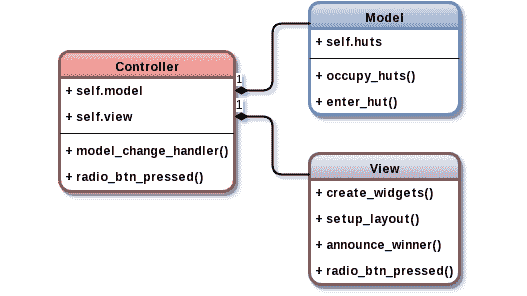 Controller
+ self.model
+ self.view
+ model_change_handler()
+ radio_btn_pressed()
1
1
Model
+ self.huts
+ occupy_huts()
+ enter_hut()
View
+ create_widgets()
+ setup_layout()
+ announce_winner()
+ radio_btn_pressed()